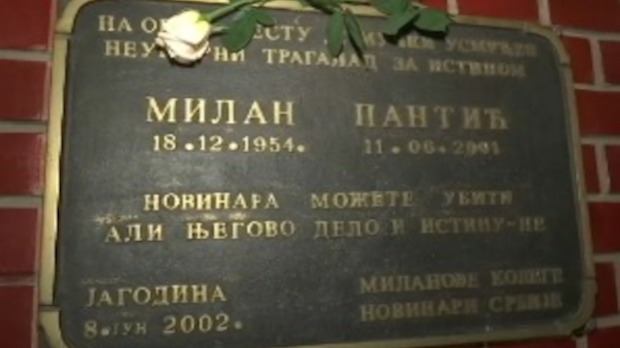 НА МУЧКИ УСМРЋЕН
ТРАГАЛАЦ ЗА ИСТИНОМ
МИЛАН ПАНТИЋ
18.12.1954. 11.06.2001
НОВИНАРА МОЖЕТЕ УБИТИ
АЛИ ЊЕГОВО ДЕЛО И ИСТИНУ-НЕ
ЈАГОДИНА МИЛАНОВЕ КОЛЕГЕ
8.ЈУН 2002. НОВИНАРИ СРБИЈЕ